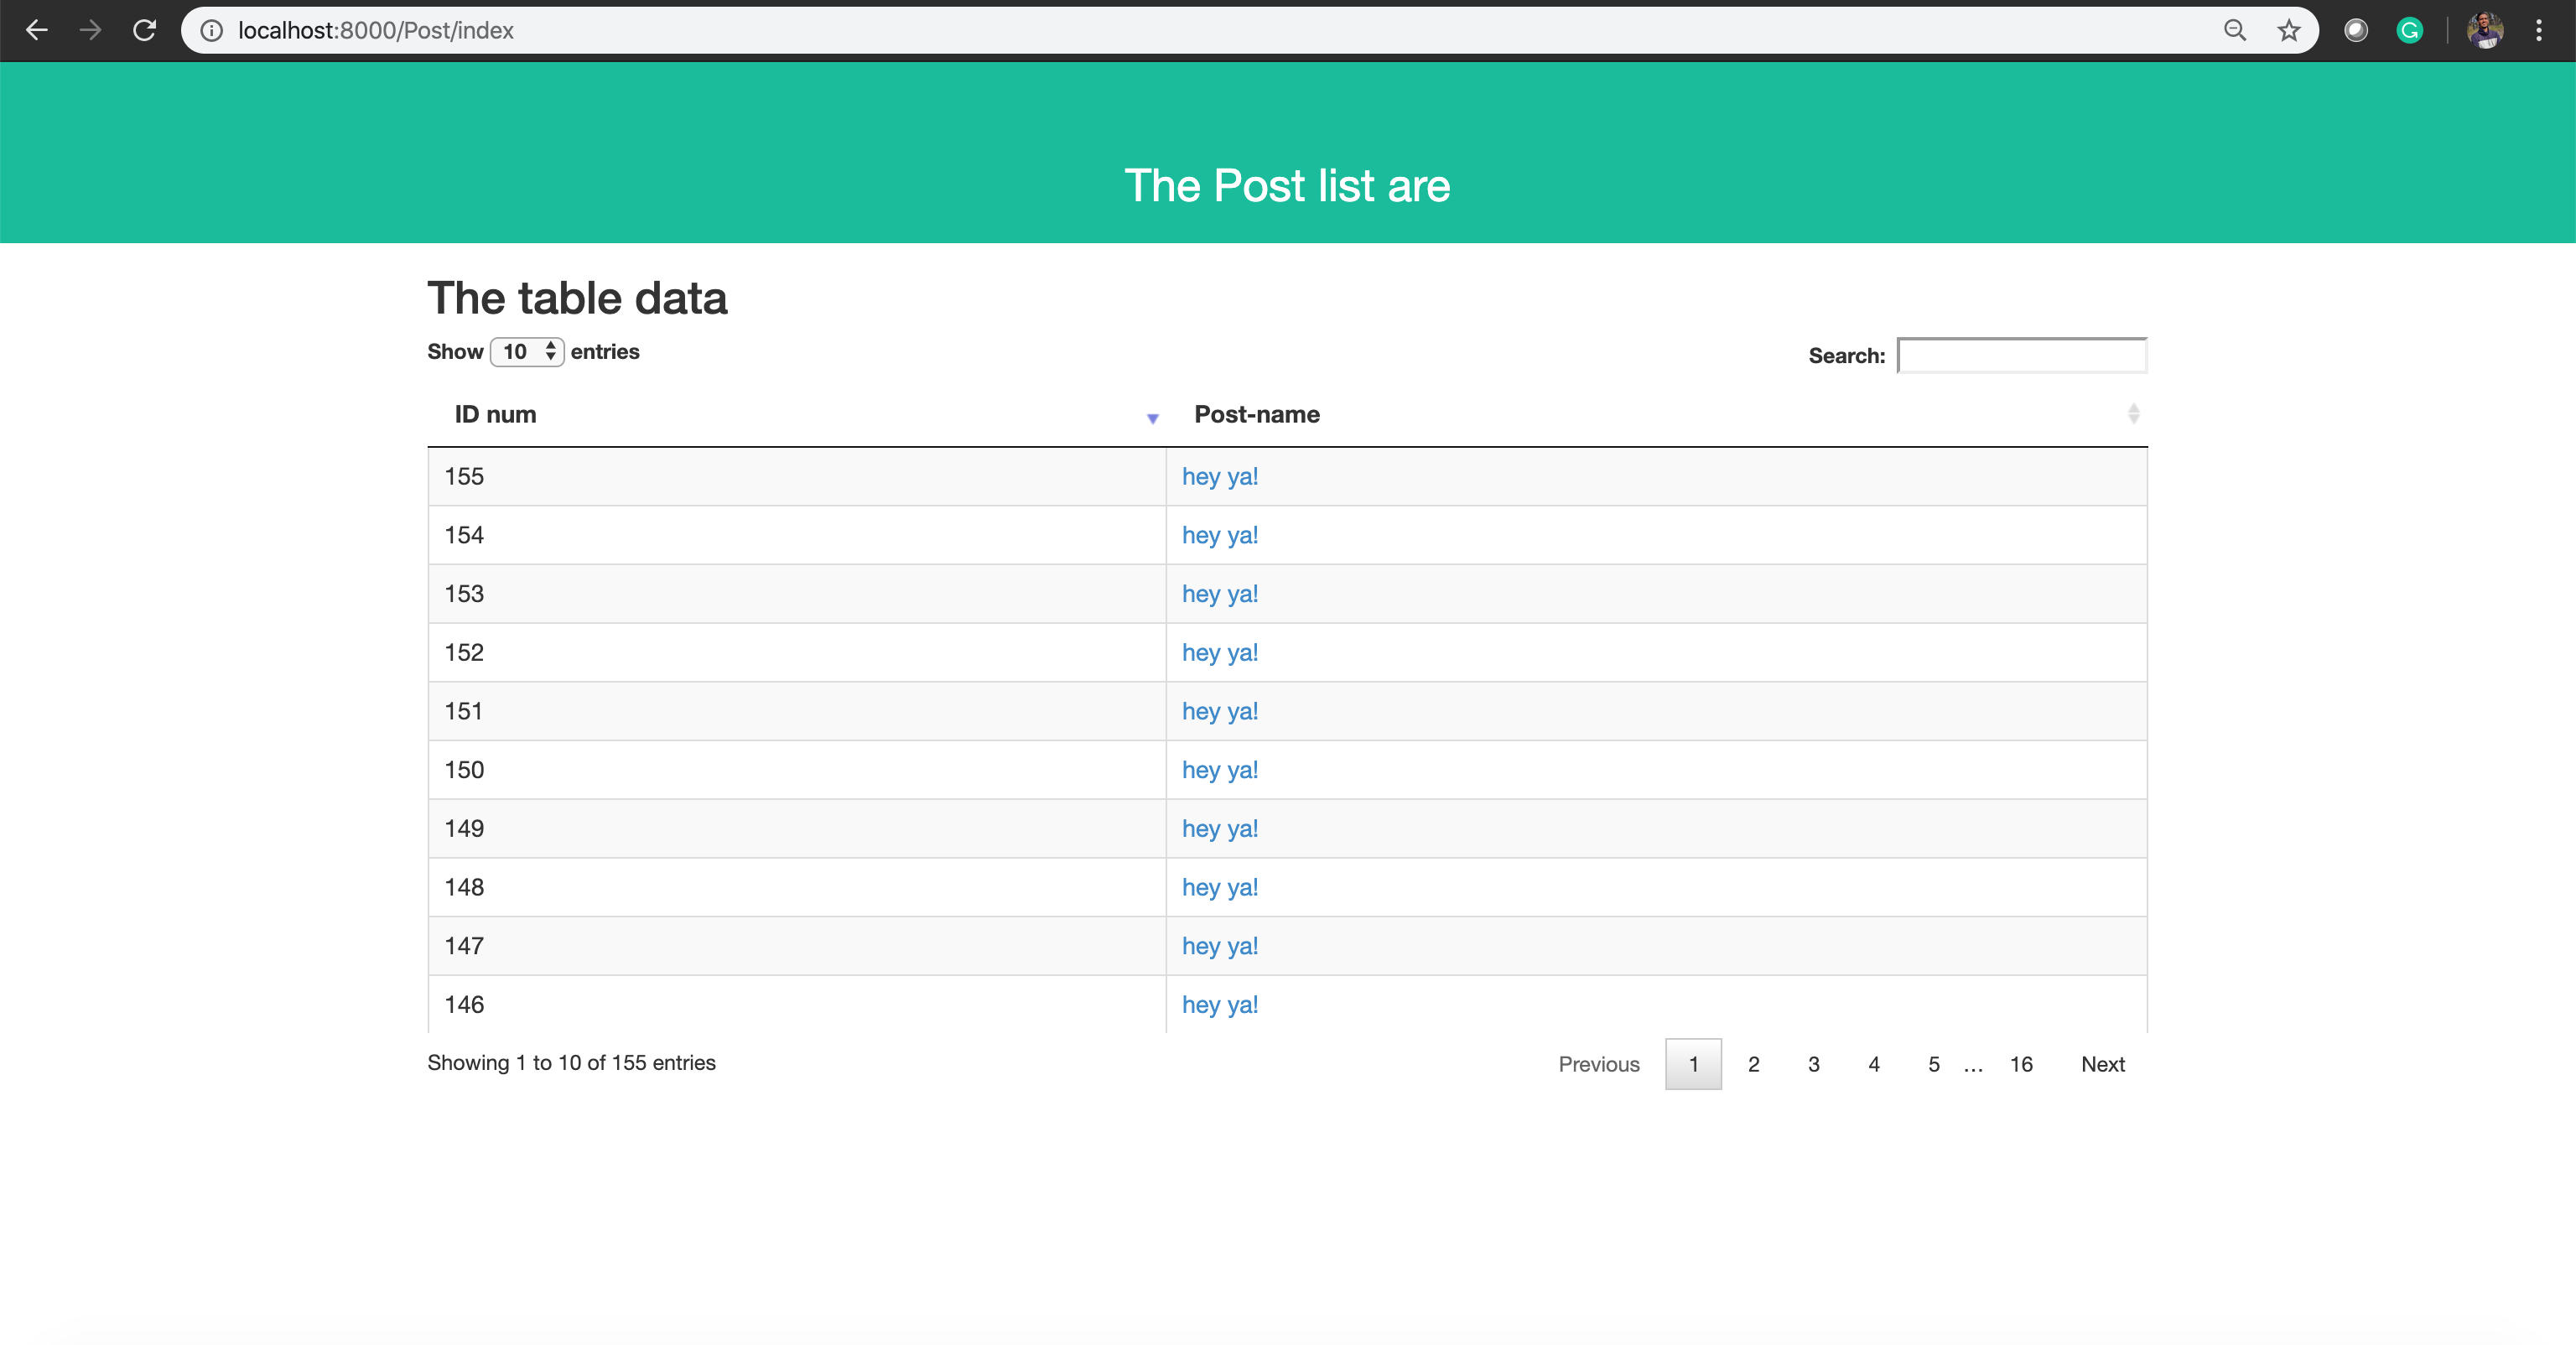 localhost:8000/Post/index
The Post list are
The table data
Show 10 entries
Search:
ID num Post-name
155 hey ya!
154 hey ya!
153 hey ya!
152 hey ya!
151 hey ya!
150 hey ya!
149 hey ya!
148 hey ya!
147 hey ya!
146 hey ya!
Showing 1 to 10 of 155 entries
Previous 1 2 3 4 5 … 16 Next